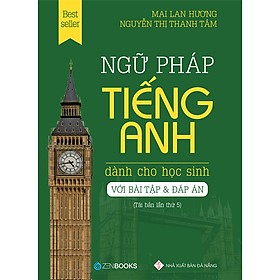 Best
seller
MAI LAN HƯƠNG
NGUYỄN THỊ THANH TÂM
NGỮ PHÁP
TIẾNG
ANH
dành cho học sinh
VỚI BÀI TẬP & ĐÁP ÁN
(Tái bản lần thứ 5)
ZENBOOKS
NHÀ XUẤT BẢN ĐÀ NẴNG